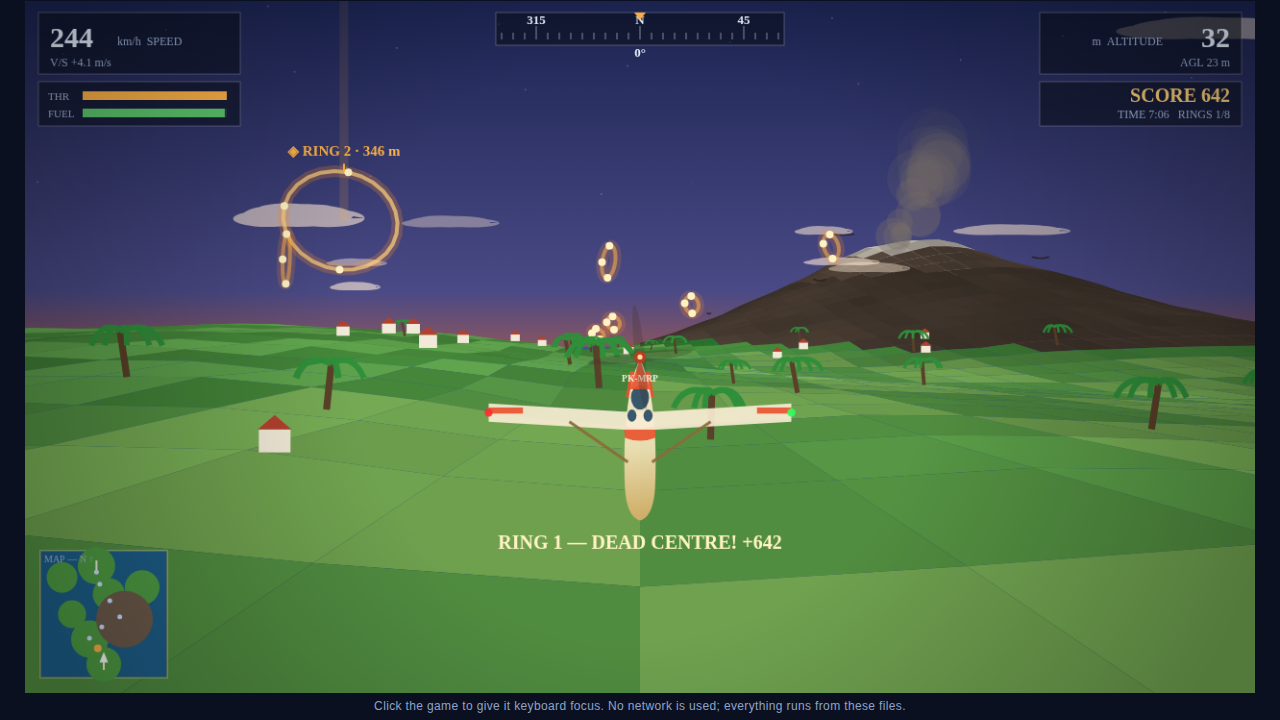 244 km/h SPEED
V/S +4.1 m/s
THR
FUEL
315 N 45
0°
m ALTITUDE 32
AGL 23 m
SCORE 642
TIME 7:06 RINGS 1/8
◈ RING 2 · 346 m
PK-MRP
RING 1 — DEAD CENTRE! +642
MAP — N ↑
Click the game to give it keyboard focus. No network is used; everything runs from these files.